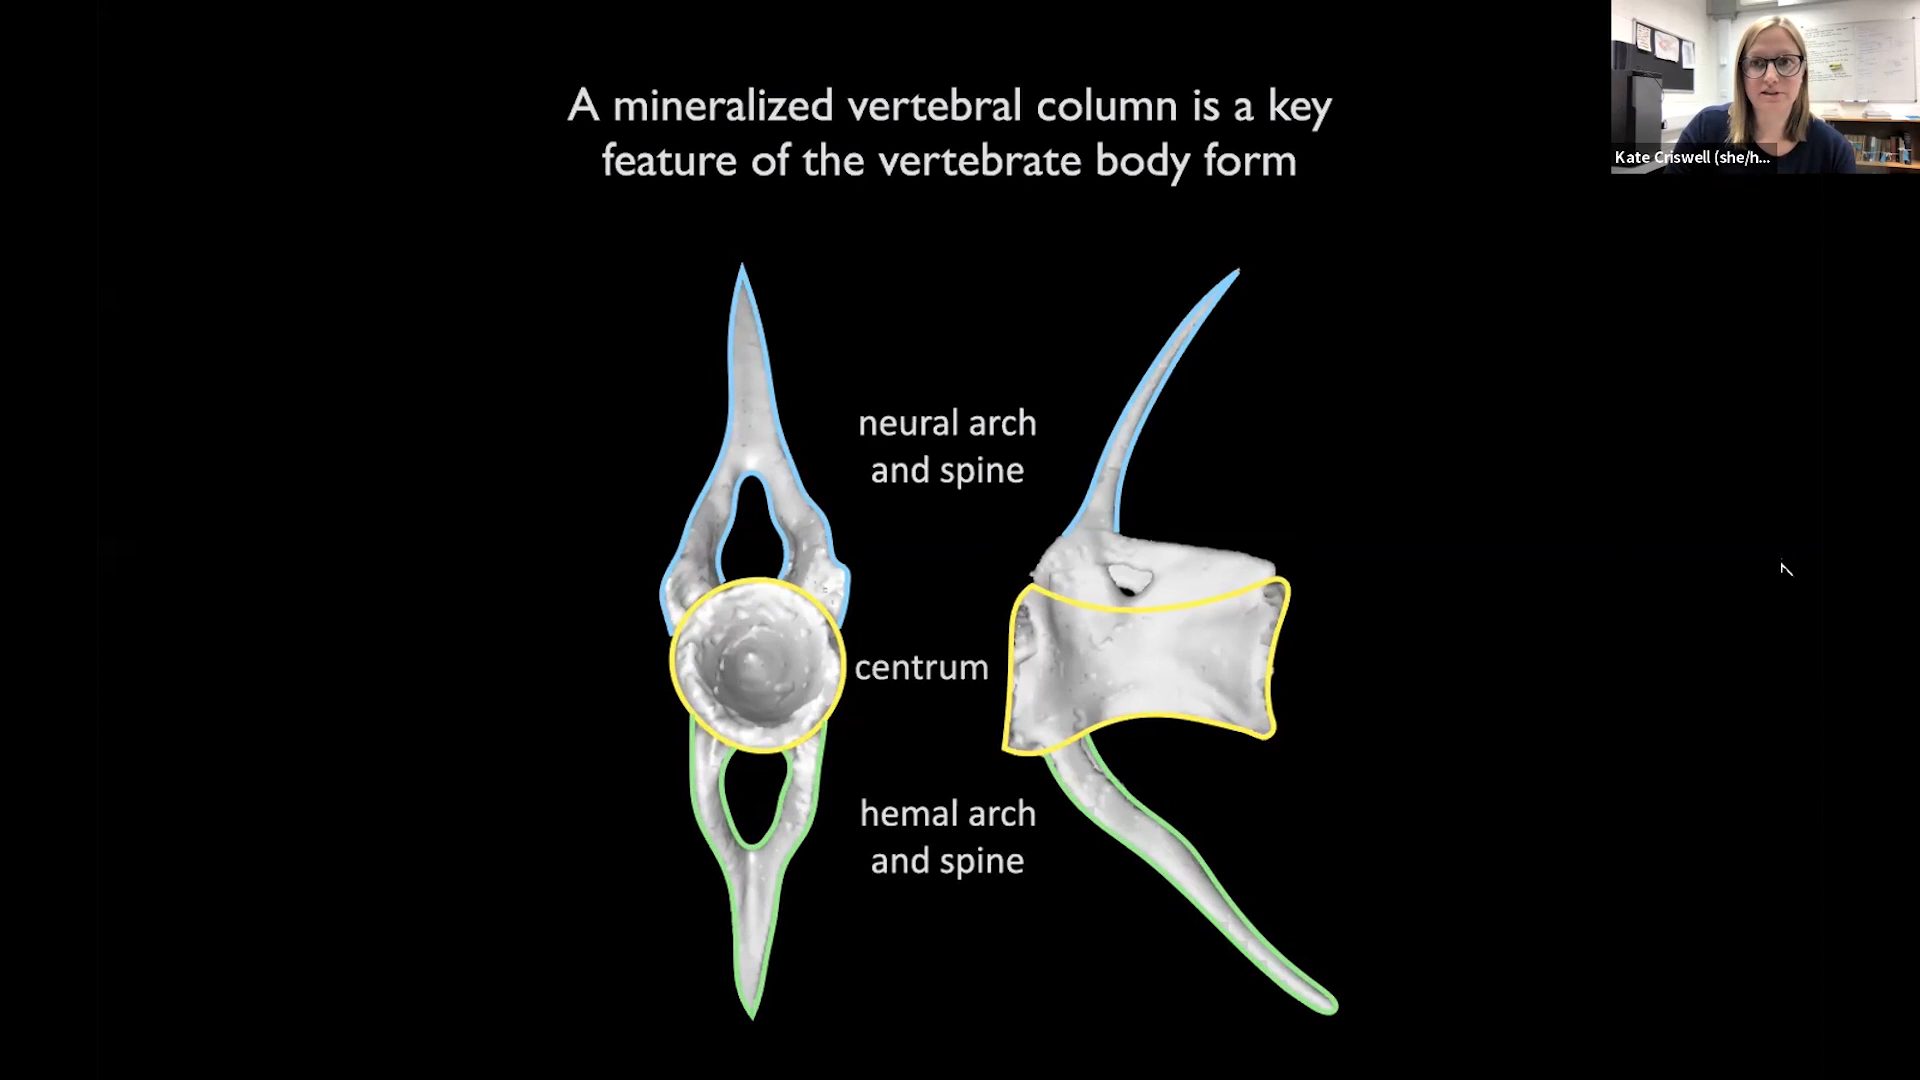 A mineralized vertebral column is a key
feature of the vertebrate body form
Kate Criswell (she/h...
neural arch
and spine
centrum
hemal arch
and spine